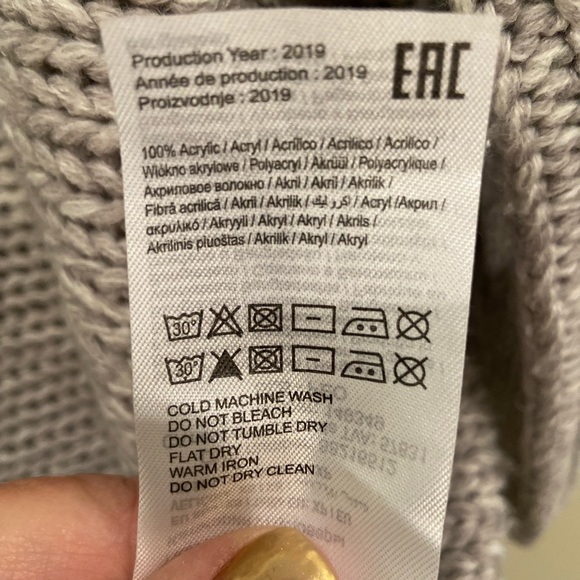 Production Year : 2019
Année de production : 2019
Proizvodnje : 2019
EAC
100% Acrylic / Acryl / Acrílico / Acrilico / Acrílico /
Włókno akrylowe / Polyacryl / Akrüül / Polyacrylique /
Акриловое волокно / Akril / Akril / Akrilik /
Fibră acrilică / Akril / Akrilik / اكريليك / Acryl /Акрил /
ακρυλικό / Akryyli / Akryl / Akryl / Akrils /
Akrilinis pluoštas / Akrilik / Akryl / Akryl
30°
30°
COLD MACHINE WASH
DO NOT BLEACH
DO NOT TUMBLE DRY
FLAT DRY
WARM IRON
DO NOT DRY CLEAN